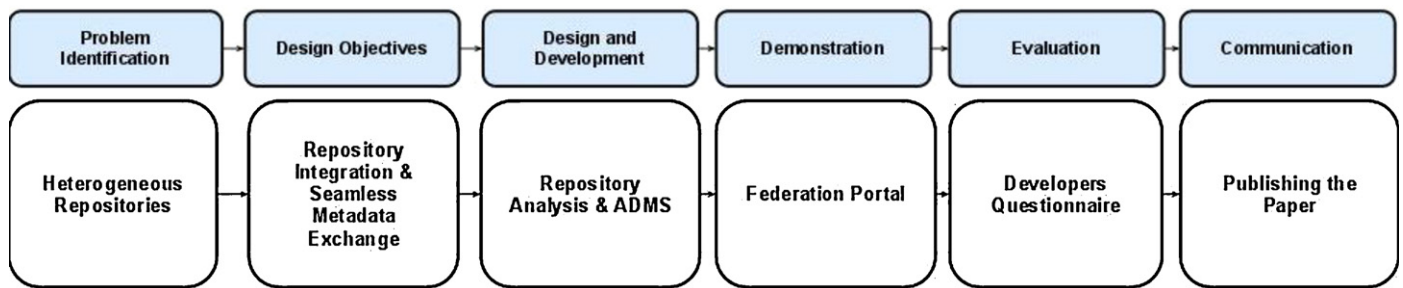 Problem
Identification
Design Objectives
Design and
Development
Demonstration
Evaluation
Communication
Heterogeneous
Repositories
Repository
Integration &
Seamless
Metadata
Exchange
Repository
Analysis & ADMS
Federation Portal
Developers
Questionnaire
Publishing the
Paper